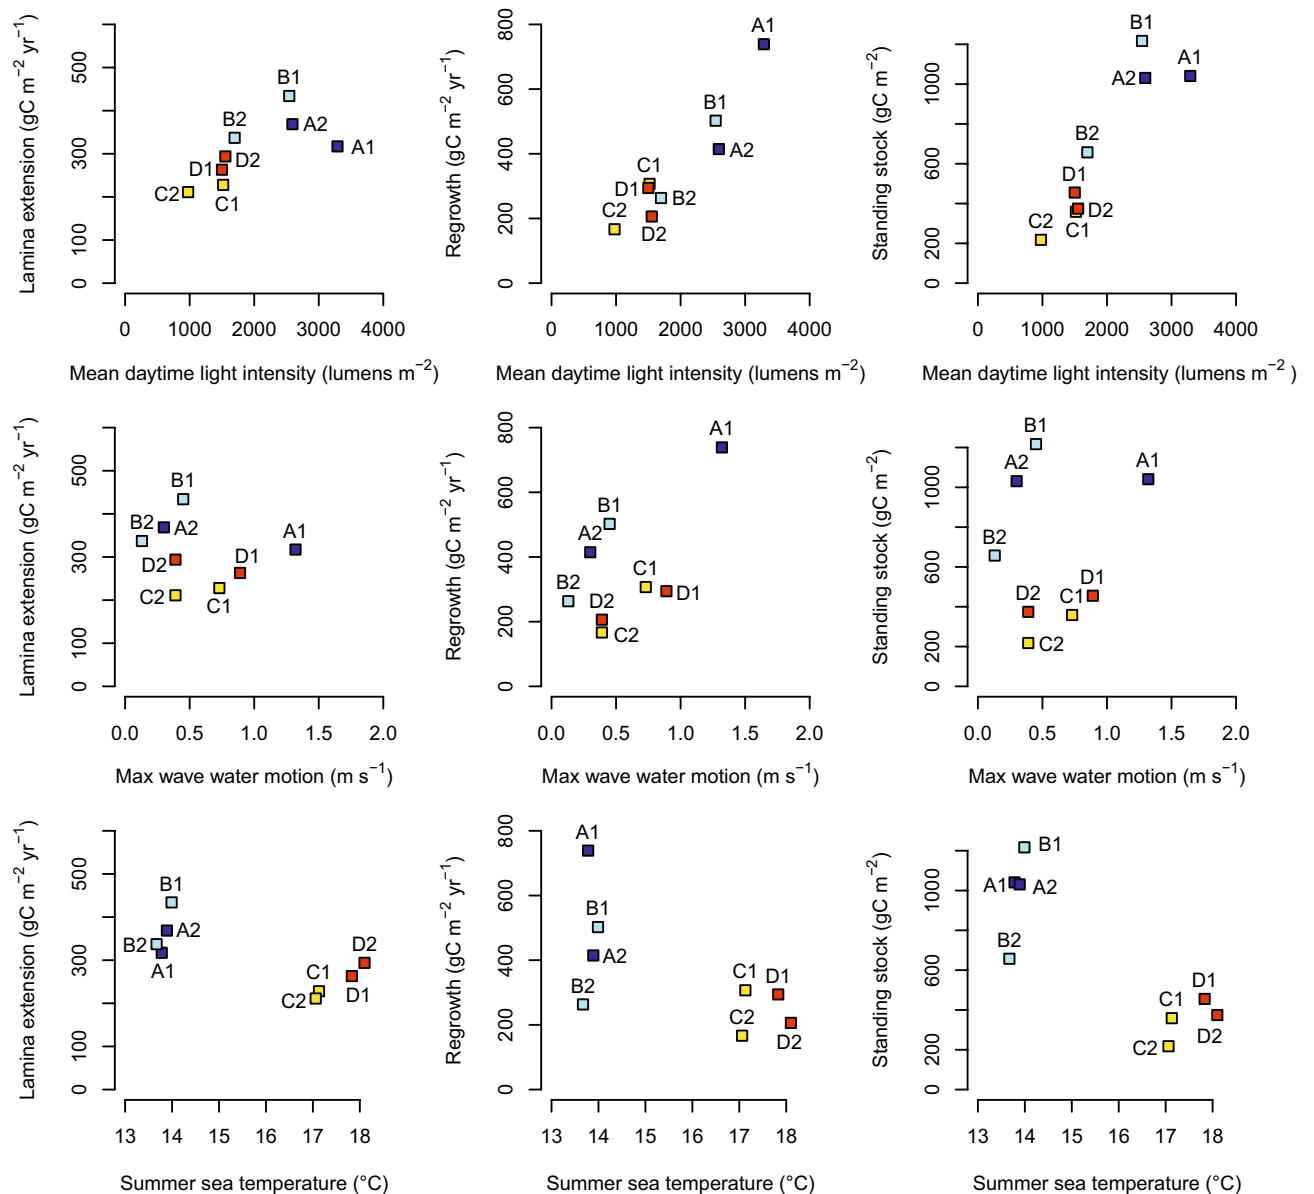 Lamina extension (gC m−2 yr−1)
0 100 300 500
0 1000 2000 3000 4000
Mean daytime light intensity (lumens m−2)
C2 D1 C1 D2 B2 B1 A2 A1
Regrowth (gC m−2 yr−1)
0 200 400 600 800
0 1000 2000 3000 4000
Mean daytime light intensity (lumens m−2)
C2 D1 C1 D2 B2 B1 A2 A1
Standing stock (gC m−2)
0 200 600 1000
0 1000 2000 3000 4000
Mean daytime light intensity (lumens m−2 )
C2 D1 C1 D2 B2 B1 A2 A1
Lamina extension (gC m−2 yr−1)
0 100 300 500
0.0 0.5 1.0 1.5 2.0
Max wave water motion (m s−1)
B2 A2 B1 D2 C2 C1 D1 A1
Regrowth (gC m−2 yr−1)
0 200 400 600 800
0.0 0.5 1.0 1.5 2.0
Max wave water motion (m s−1)
B2 A2 B1 D2 C2 C1 D1 A1
Standing stock (gC m−2)
0 200 600 1000
0.0 0.5 1.0 1.5 2.0
Max wave water motion (m s−1)
B2 A2 B1 D2 C2 C1 D1 A1
Lamina extension (gC m−2 yr−1)
0 100 300 500
13 14 15 16 17 18
Summer sea temperature (°C)
B2 A1 A2 B1 C2 C1 D1 D2
Regrowth (gC m−2 yr−1)
0 200 400 600 800
13 14 15 16 17 18
Summer sea temperature (°C)
B2 A1 A2 B1 C2 C1 D1 D2
Standing stock (gC m−2)
0 200 600 1000
13 14 15 16 17 18
Summer sea temperature (°C)
B2 A1 A2 B1 C2 C1 D1 D2